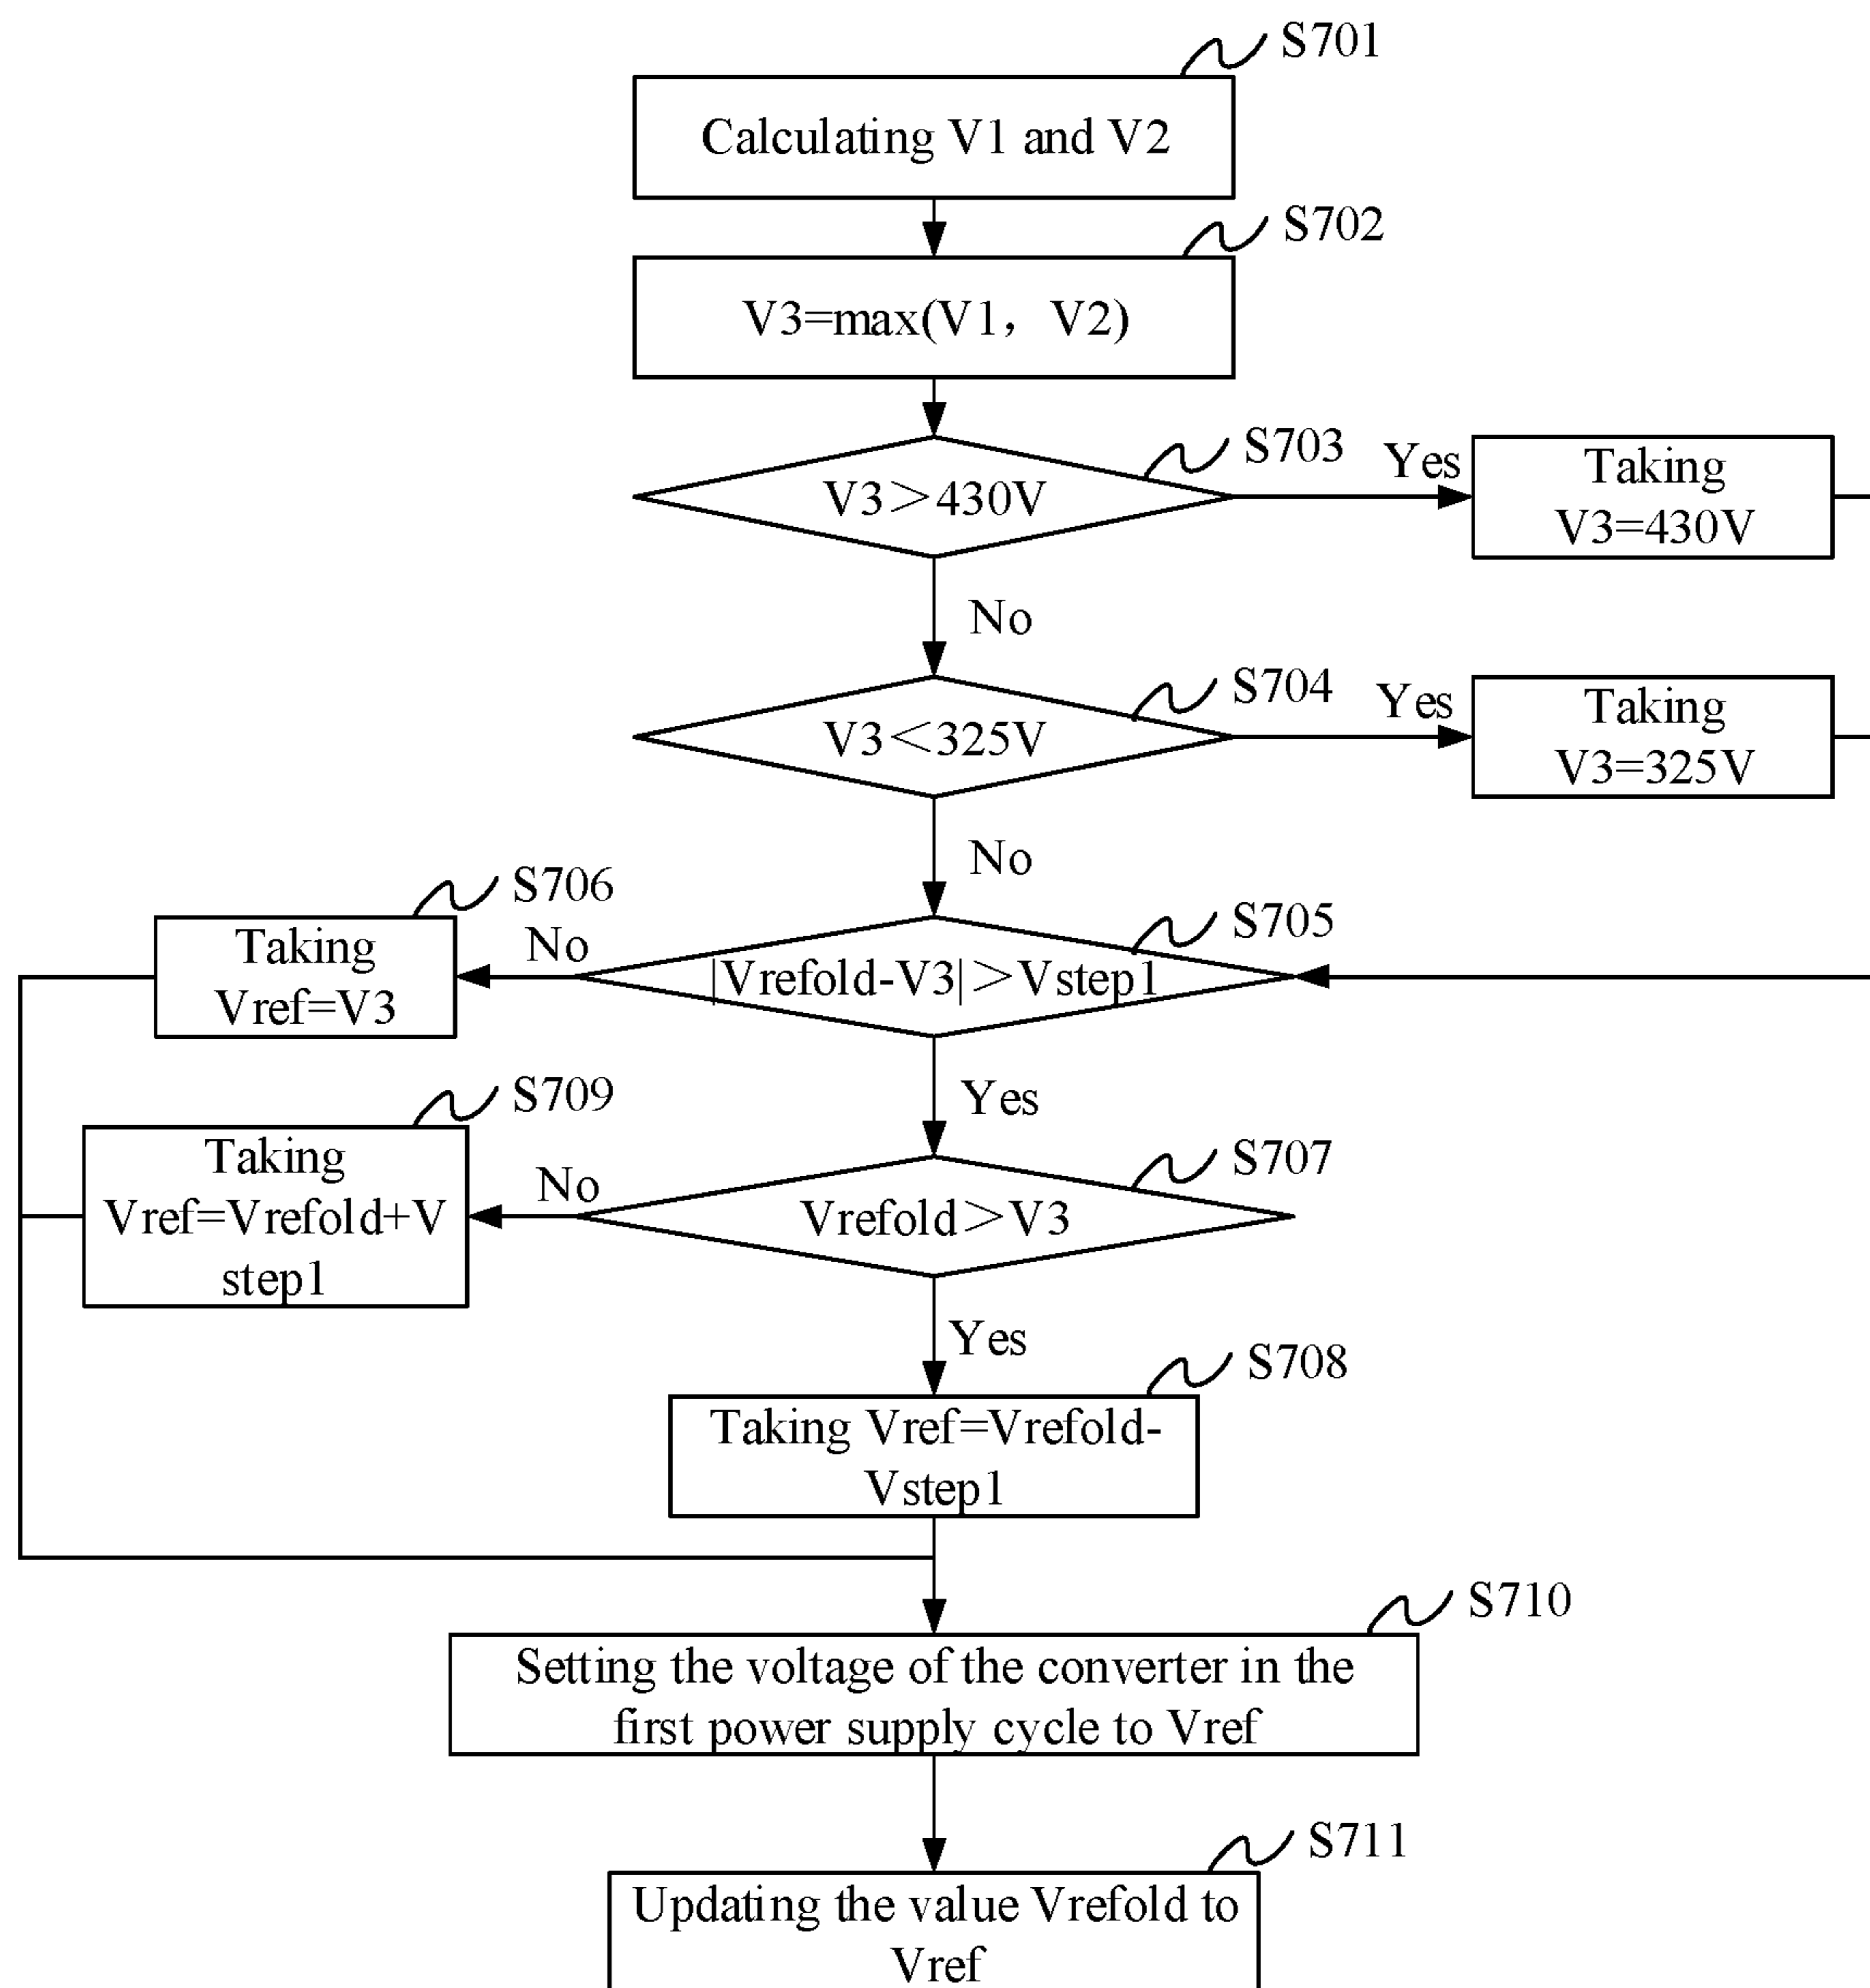 S701
Calculating V1 and V2
S702
V3=max(V1，V2)
S703
V3＞430V
Yes
Taking
V3=430V
No
S704
V3＜325V
Yes
Taking
V3=325V
No
S706
Taking
Vref=V3
No
S705
|Vrefold-V3|＞Vstep1
Yes
S709
Taking
Vref=Vrefold+V
step1
No
S707
Vrefold＞V3
Yes
S708
Taking Vref=Vrefold-
Vstep1
S710
Setting the voltage of the converter in the
first power supply cycle to Vref
S711
Updating the value Vrefold to
Vref